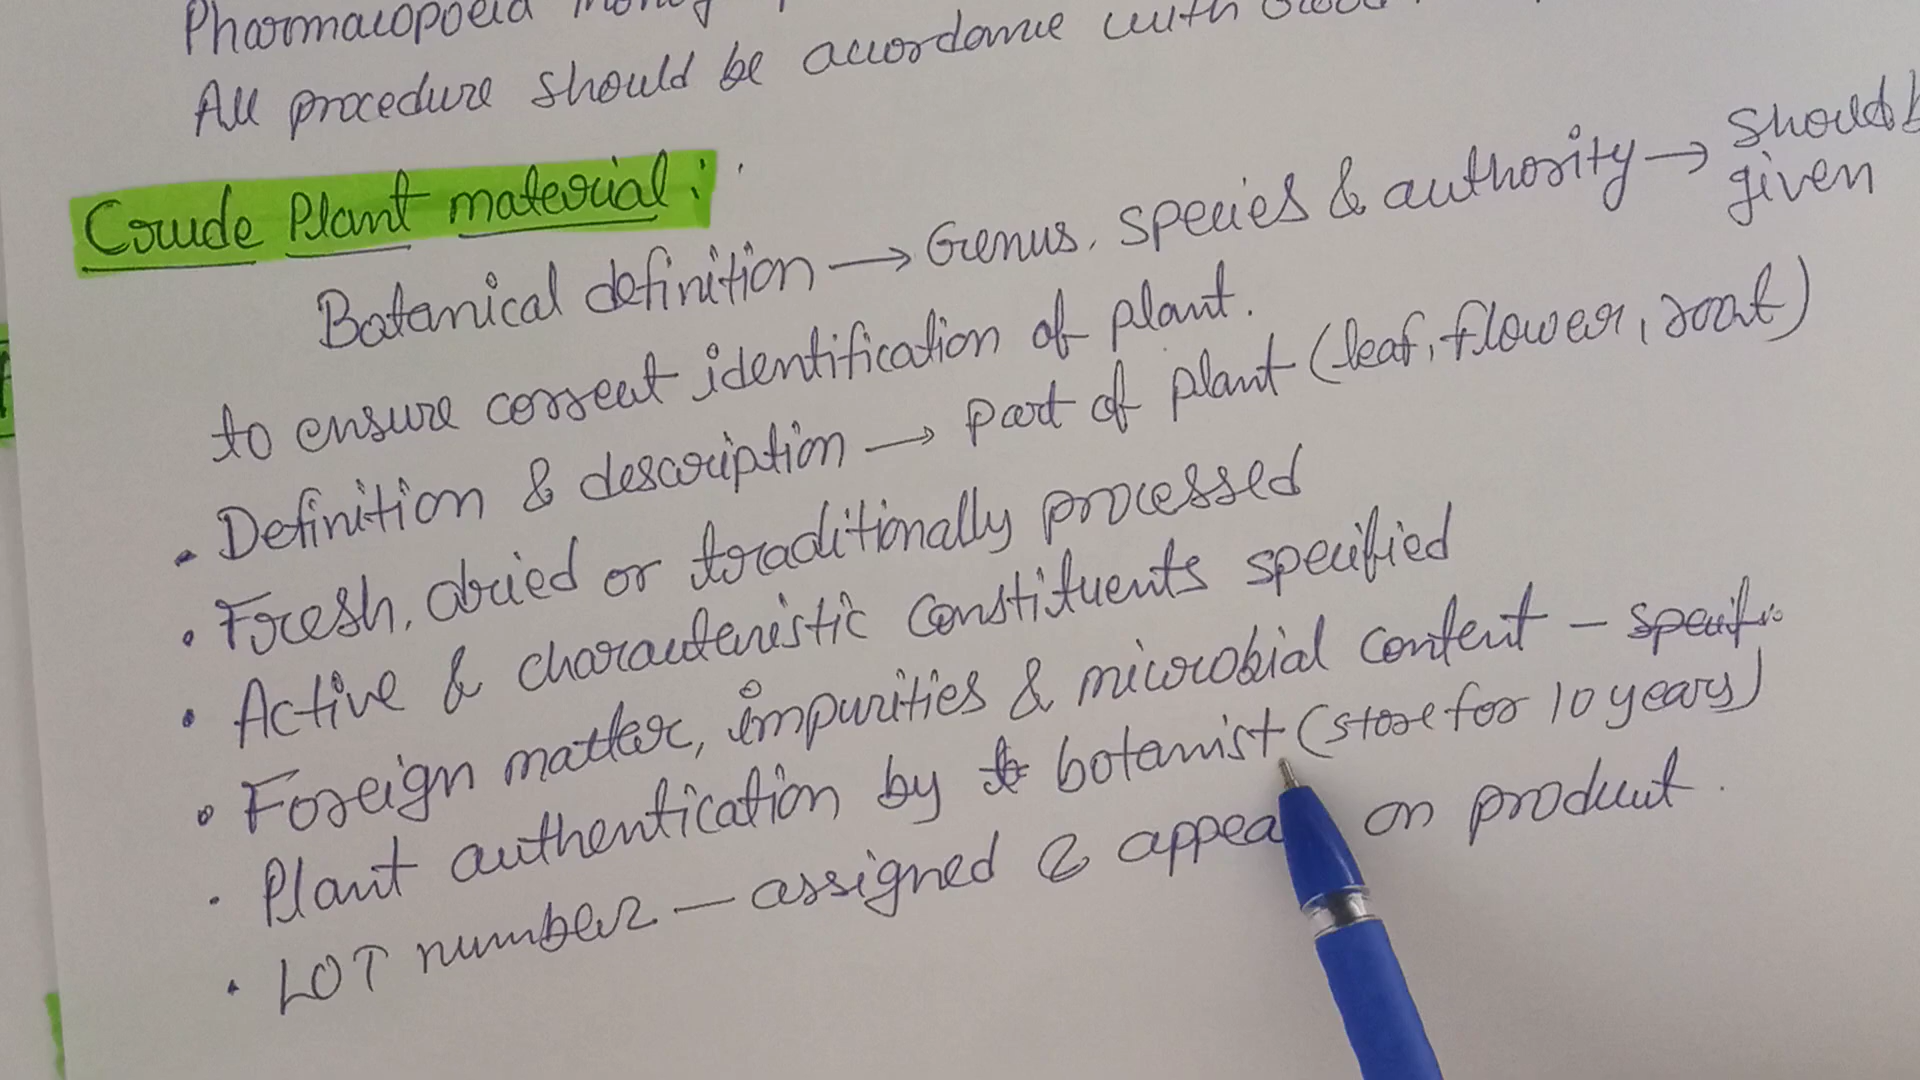 Pharmacopoeia
All procedure should be accordance with
Crude Plant material :
Botanical definition → Genus, species & authority → should
given
to ensure correct identification of plant.
• Definition & description → part of plant (leaf, flower, root)
• Fresh, dried or traditionally processed
• Active & characteristic constituents specified
• Foreign matter, impurities & microbial content –
• Plant authentication by botanist (store for 10 years)
• LOT number — assigned & appear on product.